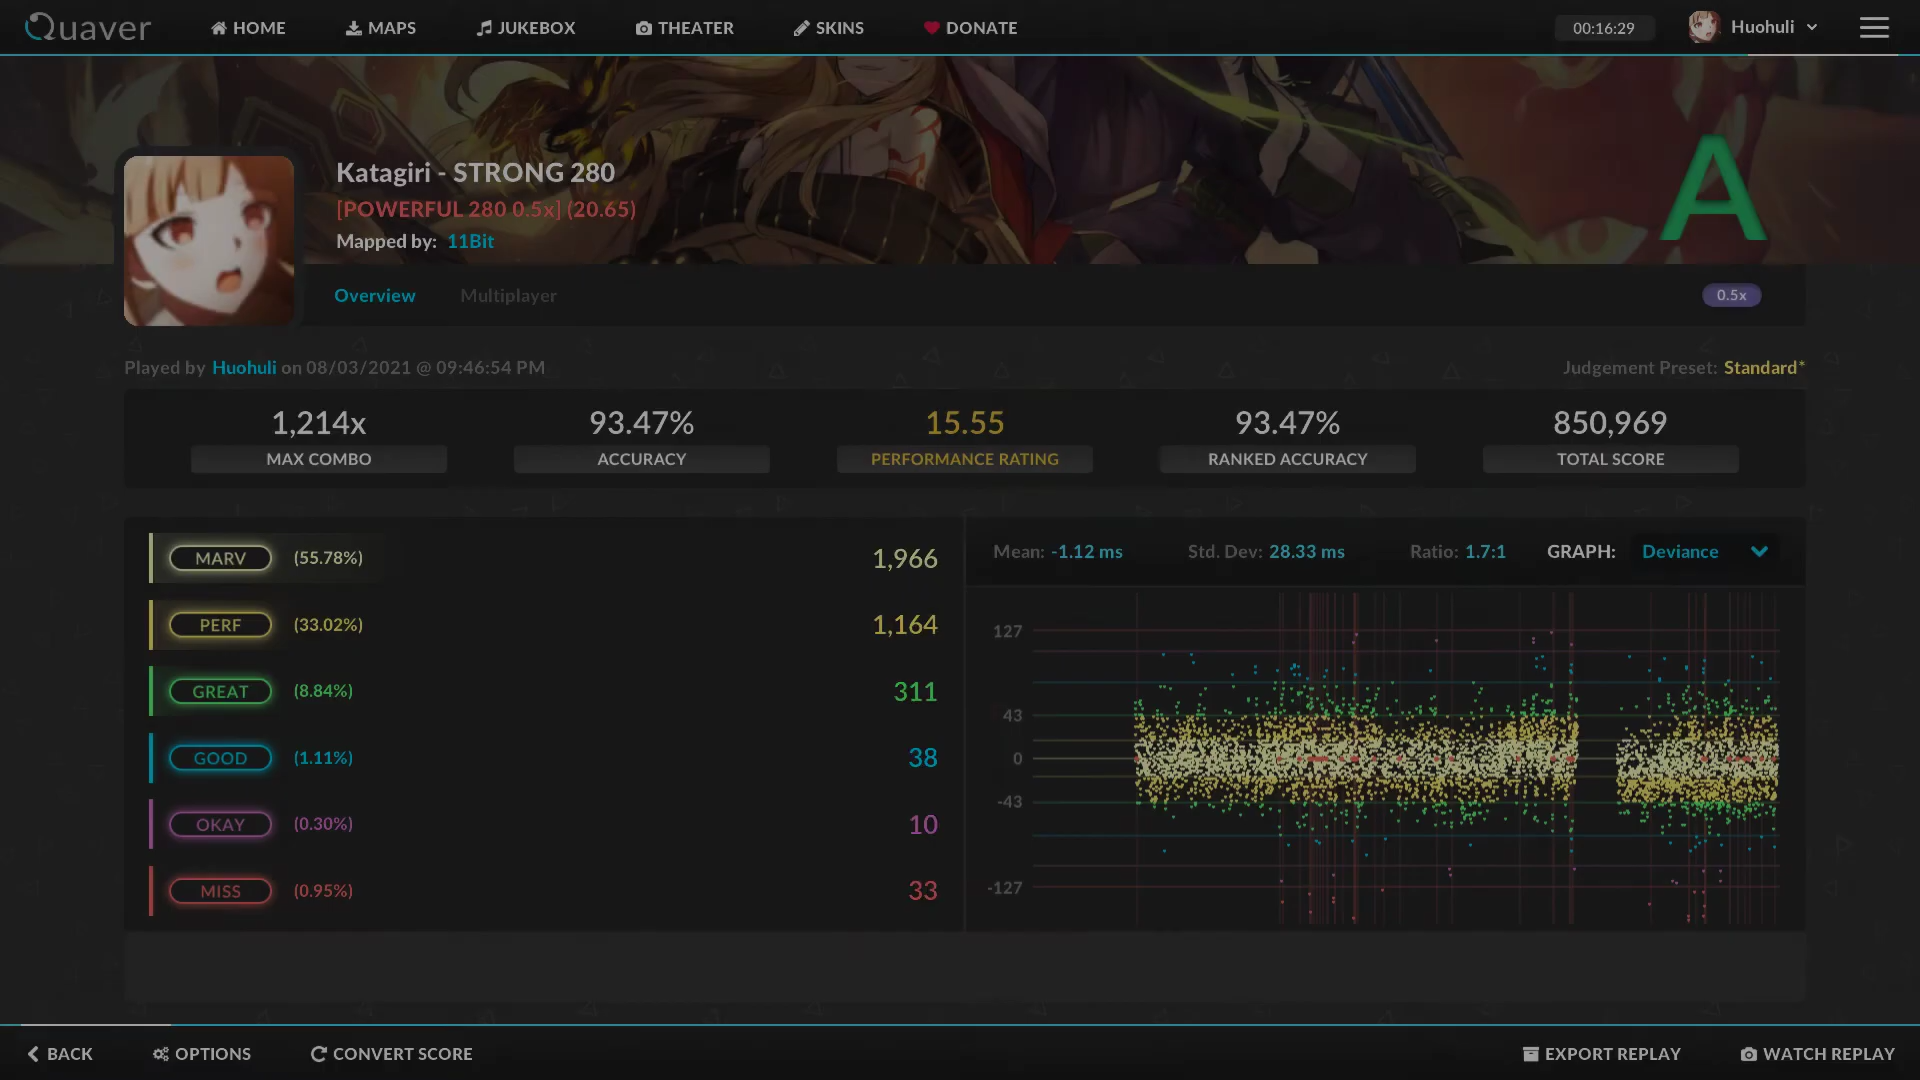 Quaver HOME MAPS JUKEBOX THEATER SKINS DONATE 00:16:29 Huohuli
Katagiri - STRONG 280
[POWERFUL 280 0.5x] (20.65)
Mapped by: 11Bit
A
Overview Multiplayer 0.5x
Played by Huohuli on 08/03/2021 @ 09:46:54 PM Judgement Preset: Standard*
1,214x 93.47% 15.55 93.47% 850,969
MAX COMBO ACCURACY PERFORMANCE RATING RANKED ACCURACY TOTAL SCORE
MARV (55.78%) 1,966
PERF (33.02%) 1,164
GREAT (8.84%) 311
GOOD (1.11%) 38
OKAY (0.30%) 10
MISS (0.95%) 33
Mean: -1.12 ms Std. Dev: 28.33 ms Ratio: 1.7:1 GRAPH: Deviance
127
43
0
-43
-127
BACK OPTIONS CONVERT SCORE EXPORT REPLAY WATCH REPLAY